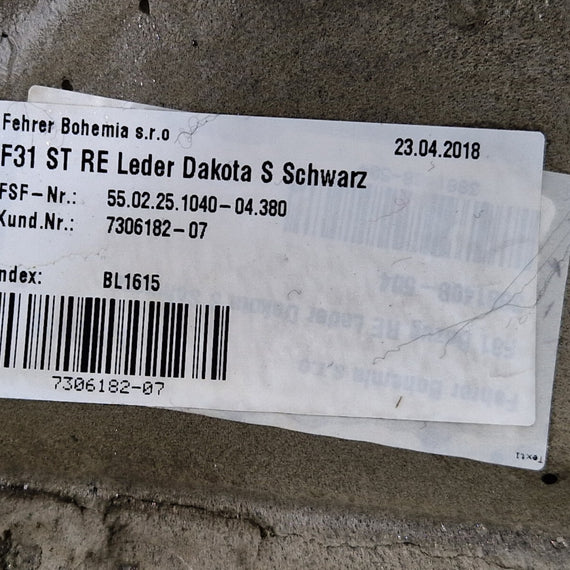 Fehrer Bohemia s.r.o
23.04.2018
F31 ST RE Leder Dakota S Schwarz
FSF-Nr.: 55.02.25.1040-04.380
Kund.Nr.: 7306182-07
ndex: BL1615
7306182-07
Text1